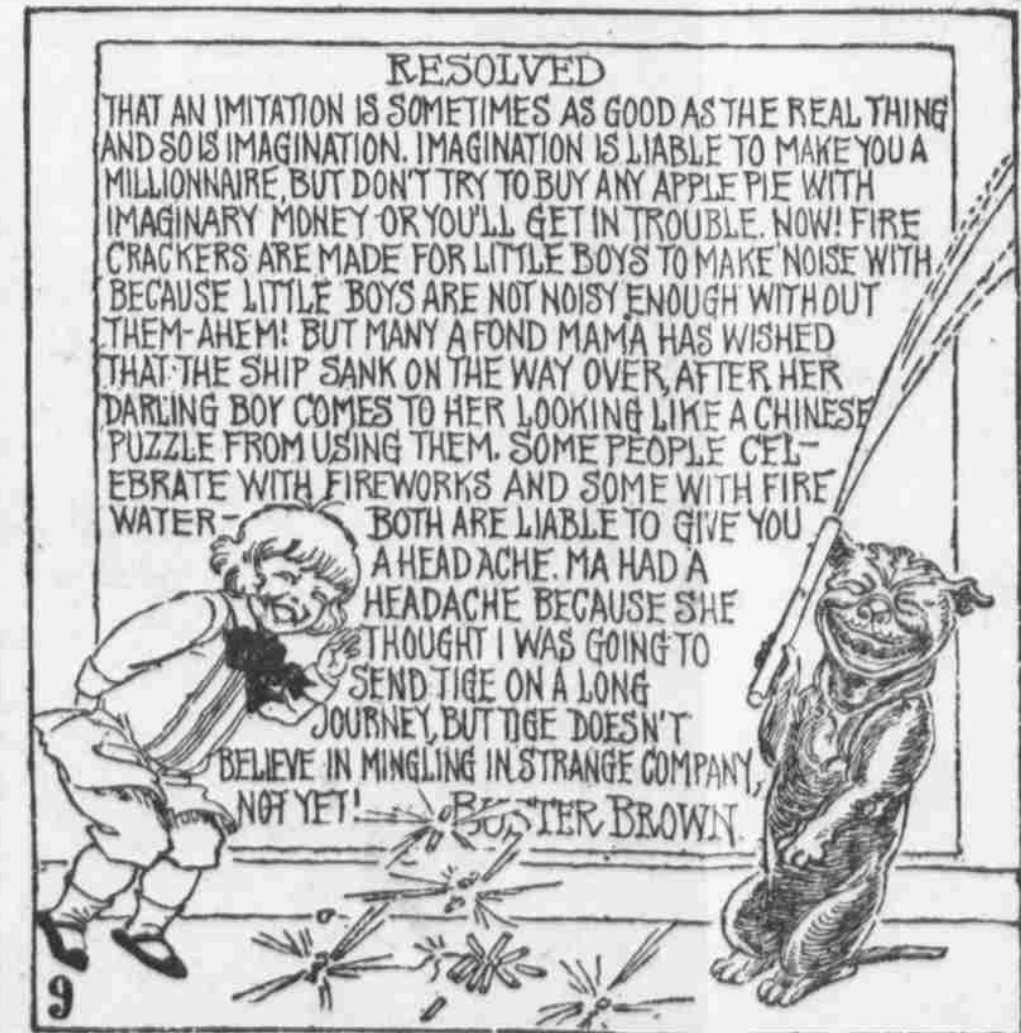 RESOLVED
THAT AN IMITATION IS SOMETIMES AS GOOD AS THE REAL THING
AND SO IS IMAGINATION. IMAGINATION IS LIABLE TO MAKE YOU A
MILLIONNAIRE, BUT DON'T TRY TO BUY ANY APPLE PIE WITH
IMAGINARY MONEY OR YOU'LL GET IN TROUBLE. NOW! FIRE
CRACKERS ARE MADE FOR LITTLE BOYS TO MAKE NOISE WITH,
BECAUSE LITTLE BOYS ARE NOT NOISY ENOUGH WITHOUT
THEM-AHEM! BUT MANY A FOND MAMA HAS WISHED
THAT THE SHIP SANK ON THE WAY OVER, AFTER HER
DARLING BOY COMES TO HER LOOKING LIKE A CHINESE
PUZZLE FROM USING THEM. SOME PEOPLE CEL-
EBRATE WITH FIREWORKS AND SOME WITH FIRE
WATER- BOTH ARE LIABLE TO GIVE YOU
A HEADACHE. MA HAD A
HEADACHE BECAUSE SHE
THOUGHT I WAS GOING TO
SEND TIGE ON A LONG
JOURNEY, BUT TIGE DOESN'T
BELIEVE IN MINGLING IN STRANGE COMPANY,
NOT YET! BUSTER BROWN.
9